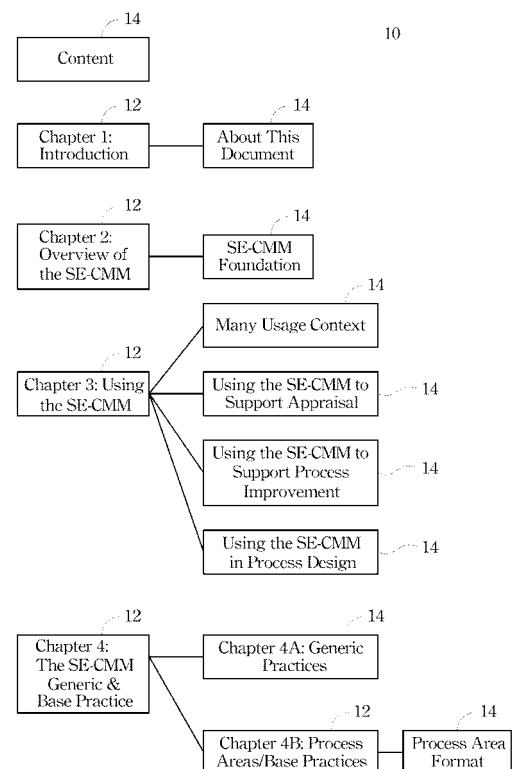 14
10
Content
12
14
Chapter 1:
Introduction
About This
Document
12
14
Chapter 2:
Overview of
the SE-CMM
SE-CMM
Foundation
14
Many Usage Context
12
Chapter 3: Using
the SE-CMM
Using the SE-CMM to
Support Appraisal
14
Using the SE-CMM to
Support Process
Improvement
14
Using the SE-CMM
in Process Design
14
12
14
Chapter 4:
The SE-CMM
Generic &
Base Practice
Chapter 4A: Generic
Practices
12
14
Chapter 4B: Process
Areas/Base Practices
Process Area
Format